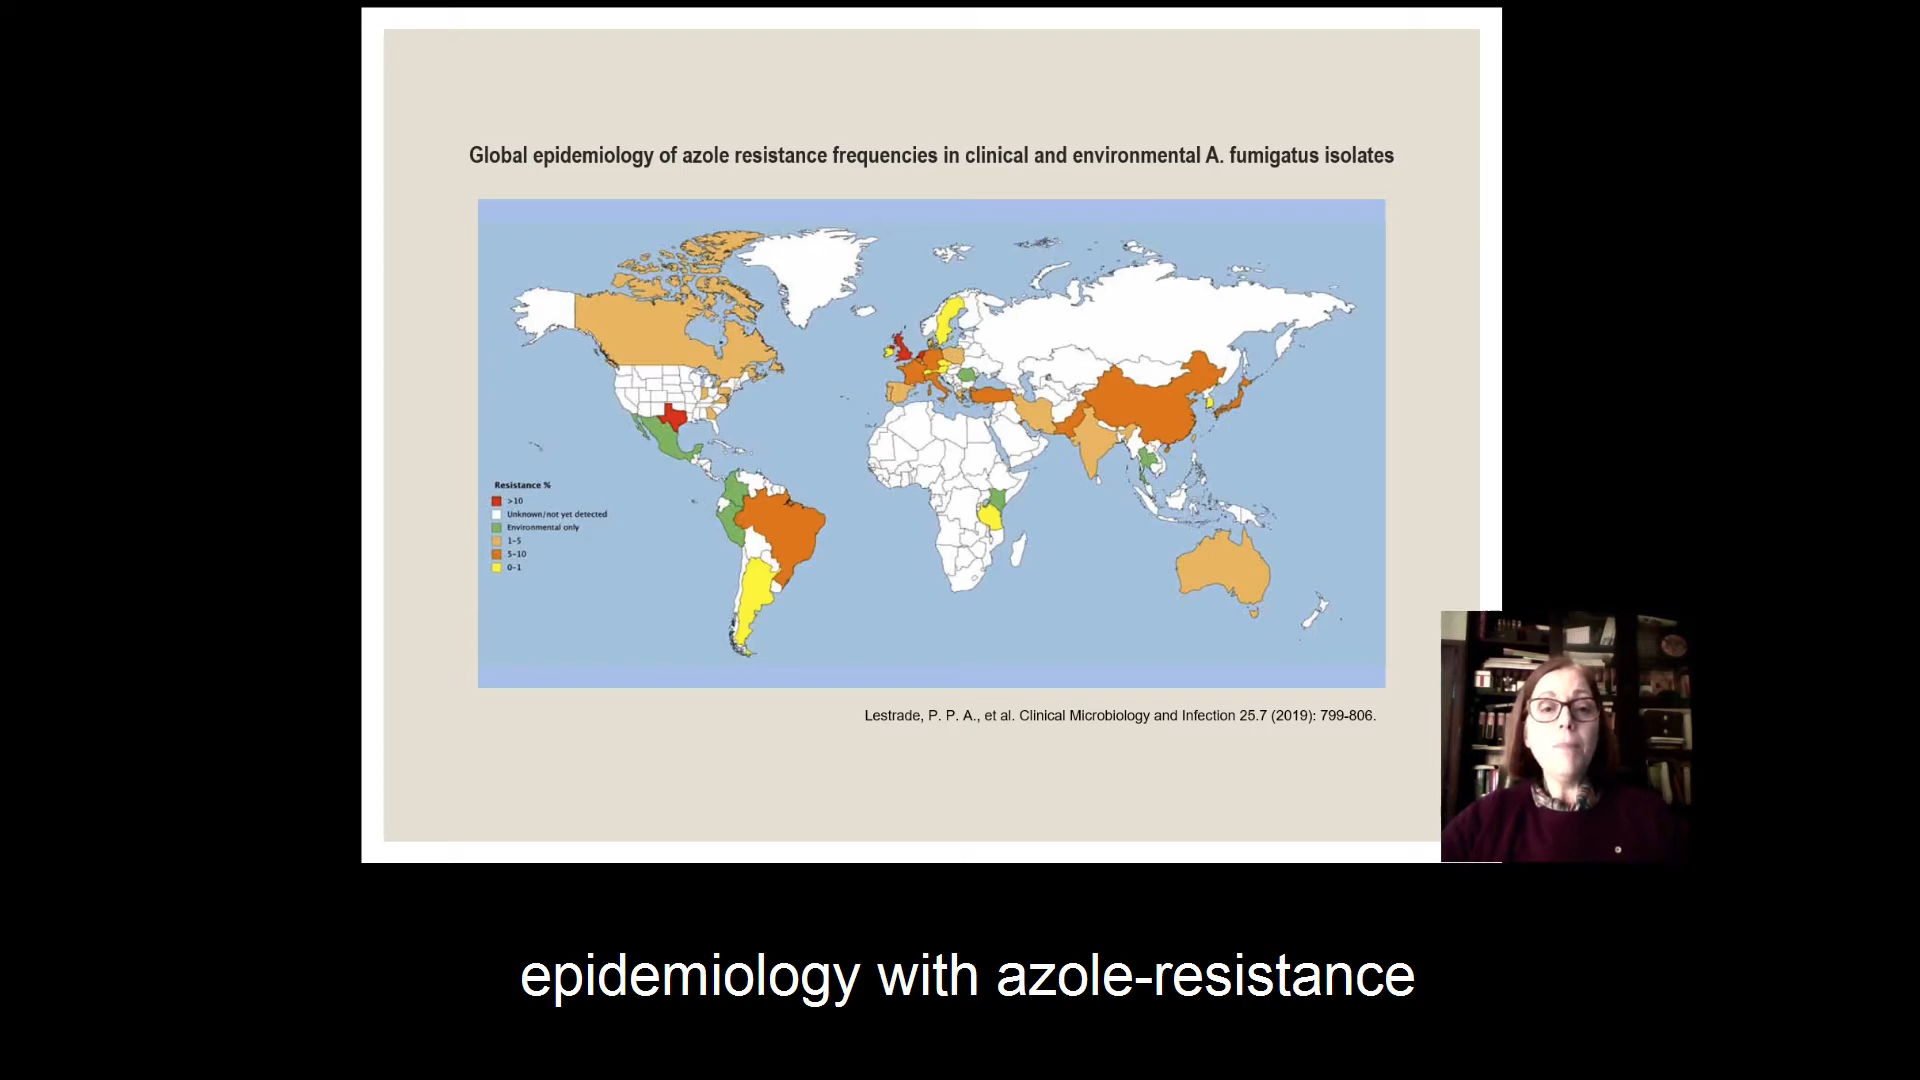 Global epidemiology of azole resistance frequencies in clinical and environmental A. fumigatus isolates
Resistance %
>10
Unknown/not yet detected
Environmental only
1-5
5-10
0-1
Lestrade, P. P. A., et al. Clinical Microbiology and Infection 25.7 (2019): 799-806.
epidemiology with azole-resistance